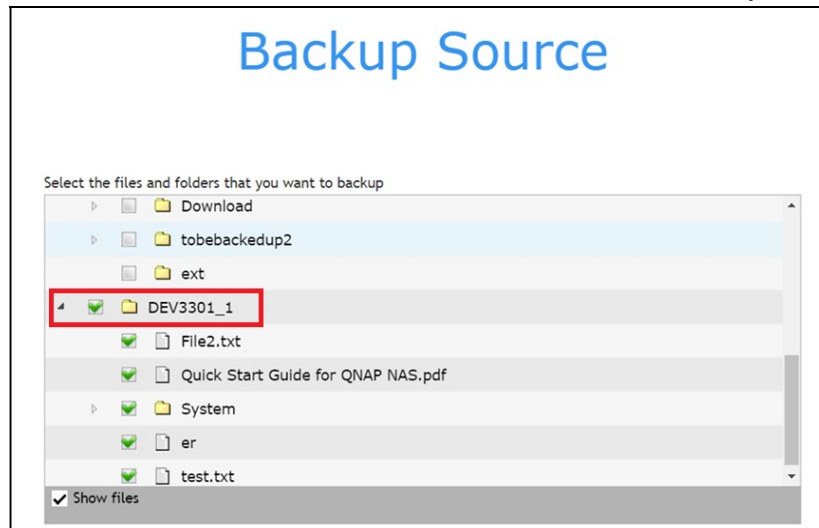 Backup Source
Select the files and folders that you want to backup
Download
tobebackedup2
ext
DEV3301_1
File2.txt
Quick Start Guide for QNAP NAS.pdf
System
er
test.txt
Show files